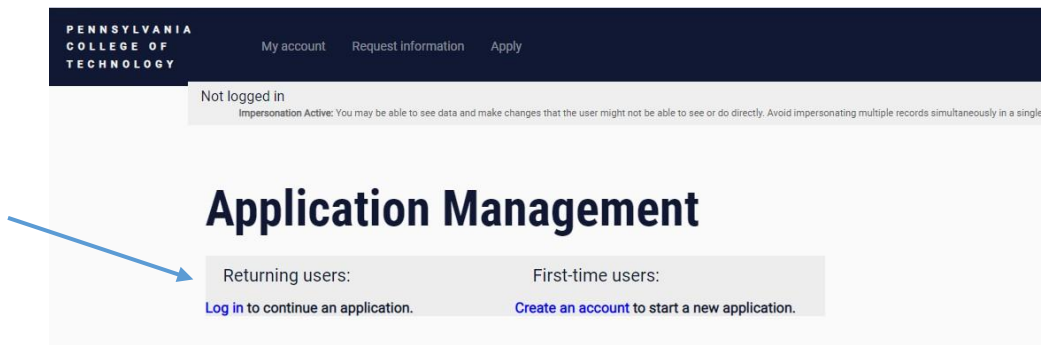 PENNSYLVANIA
COLLEGE OF
TECHNOLOGY
My account Request information Apply
Not logged in
Impersonation Active: You may be able to see data and make changes that the user might not be able to see or do directly. Avoid impersonating multiple records simultaneously in a single
Application Management
Returning users: First-time users:
Log in to continue an application. Create an account to start a new application.